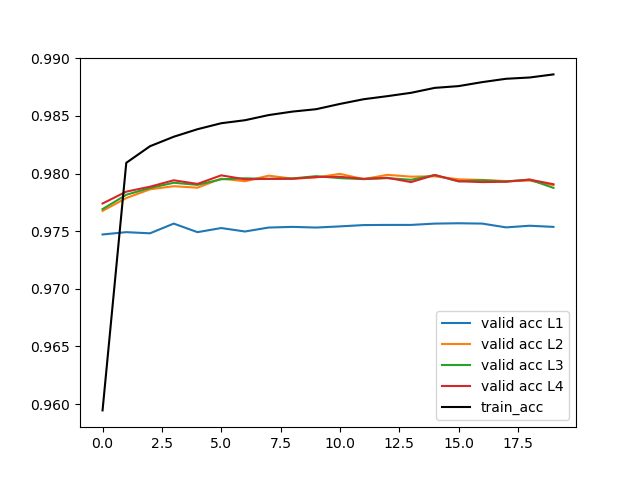 0.990
0.985
0.980
0.975
0.970
0.965
0.960
valid acc L1
valid acc L2
valid acc L3
valid acc L4
train_acc
0.0 2.5 5.0 7.5 10.0 12.5 15.0 17.5